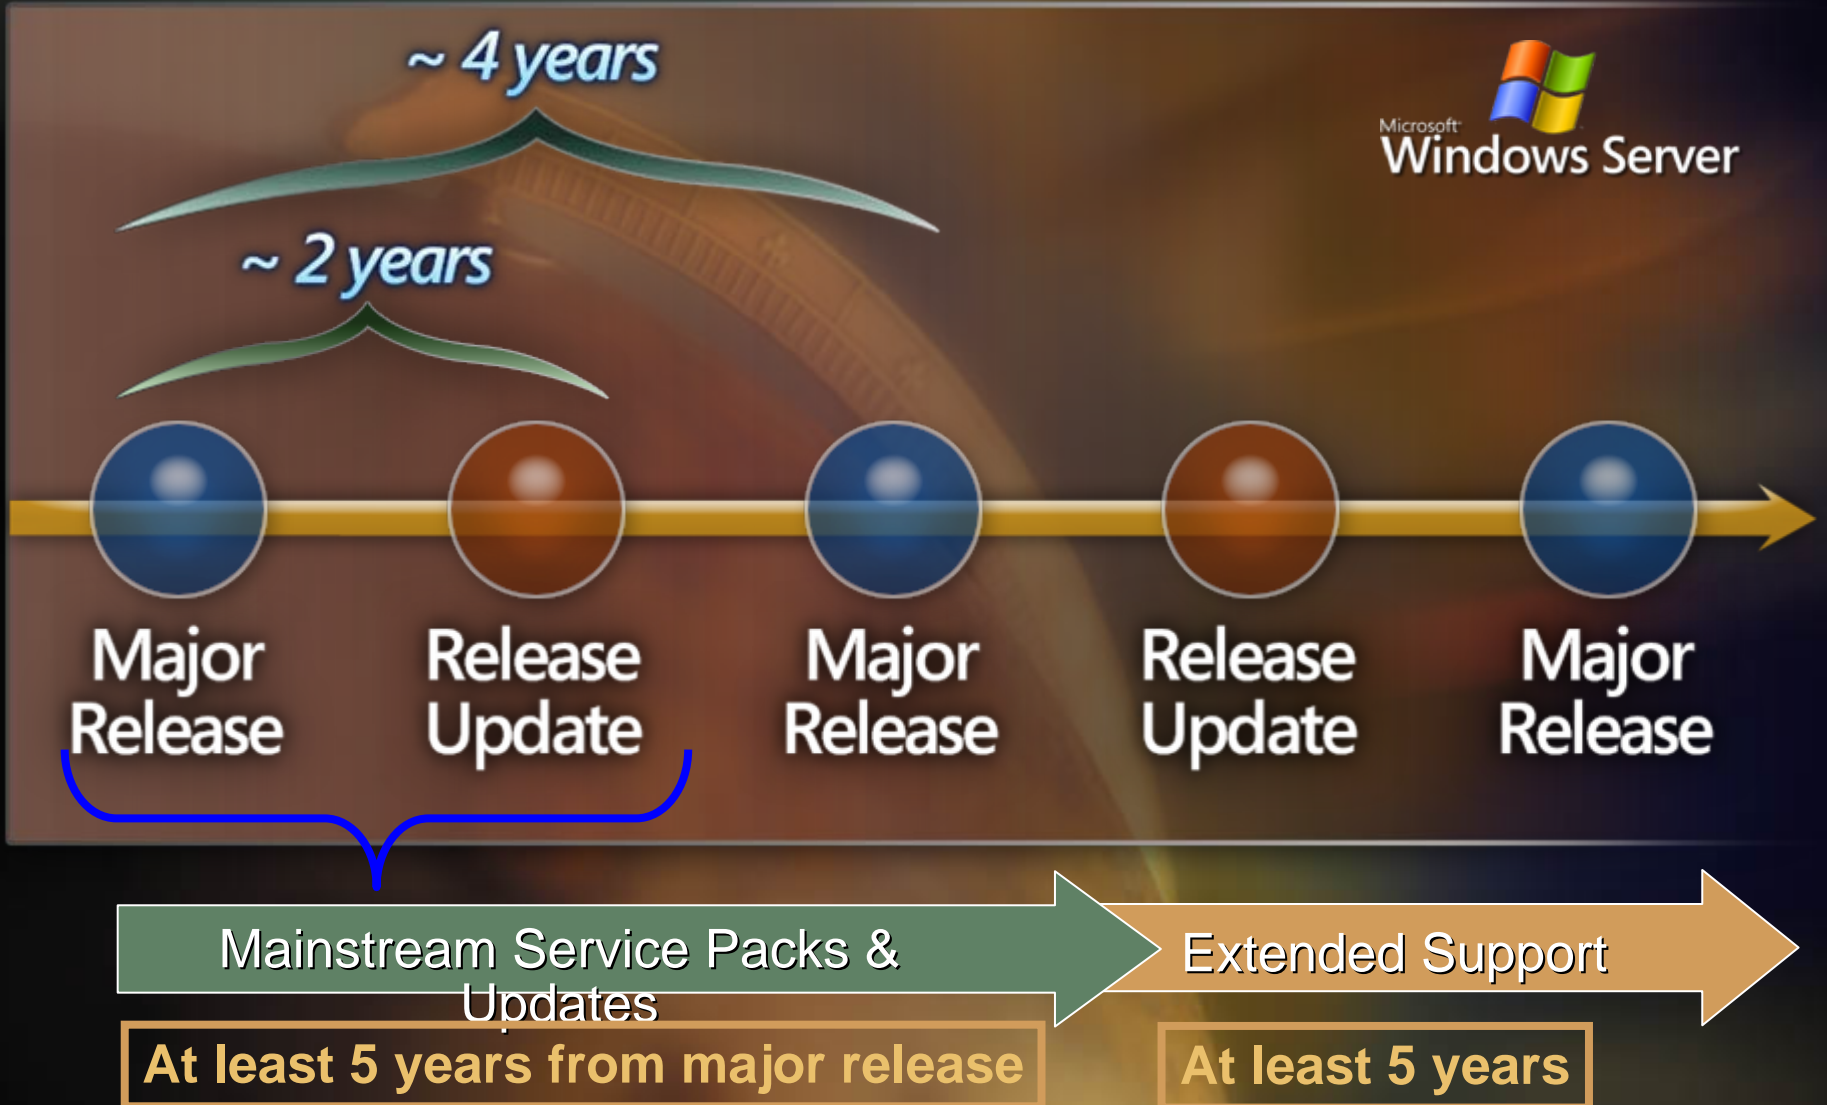 ~ 4 years
Microsoft
Windows Server
~ 2 years
Major
Release
Release
Update
Major
Release
Release
Update
Major
Release
Mainstream Service Packs &
Updates
Extended Support
At least 5 years from major release
At least 5 years